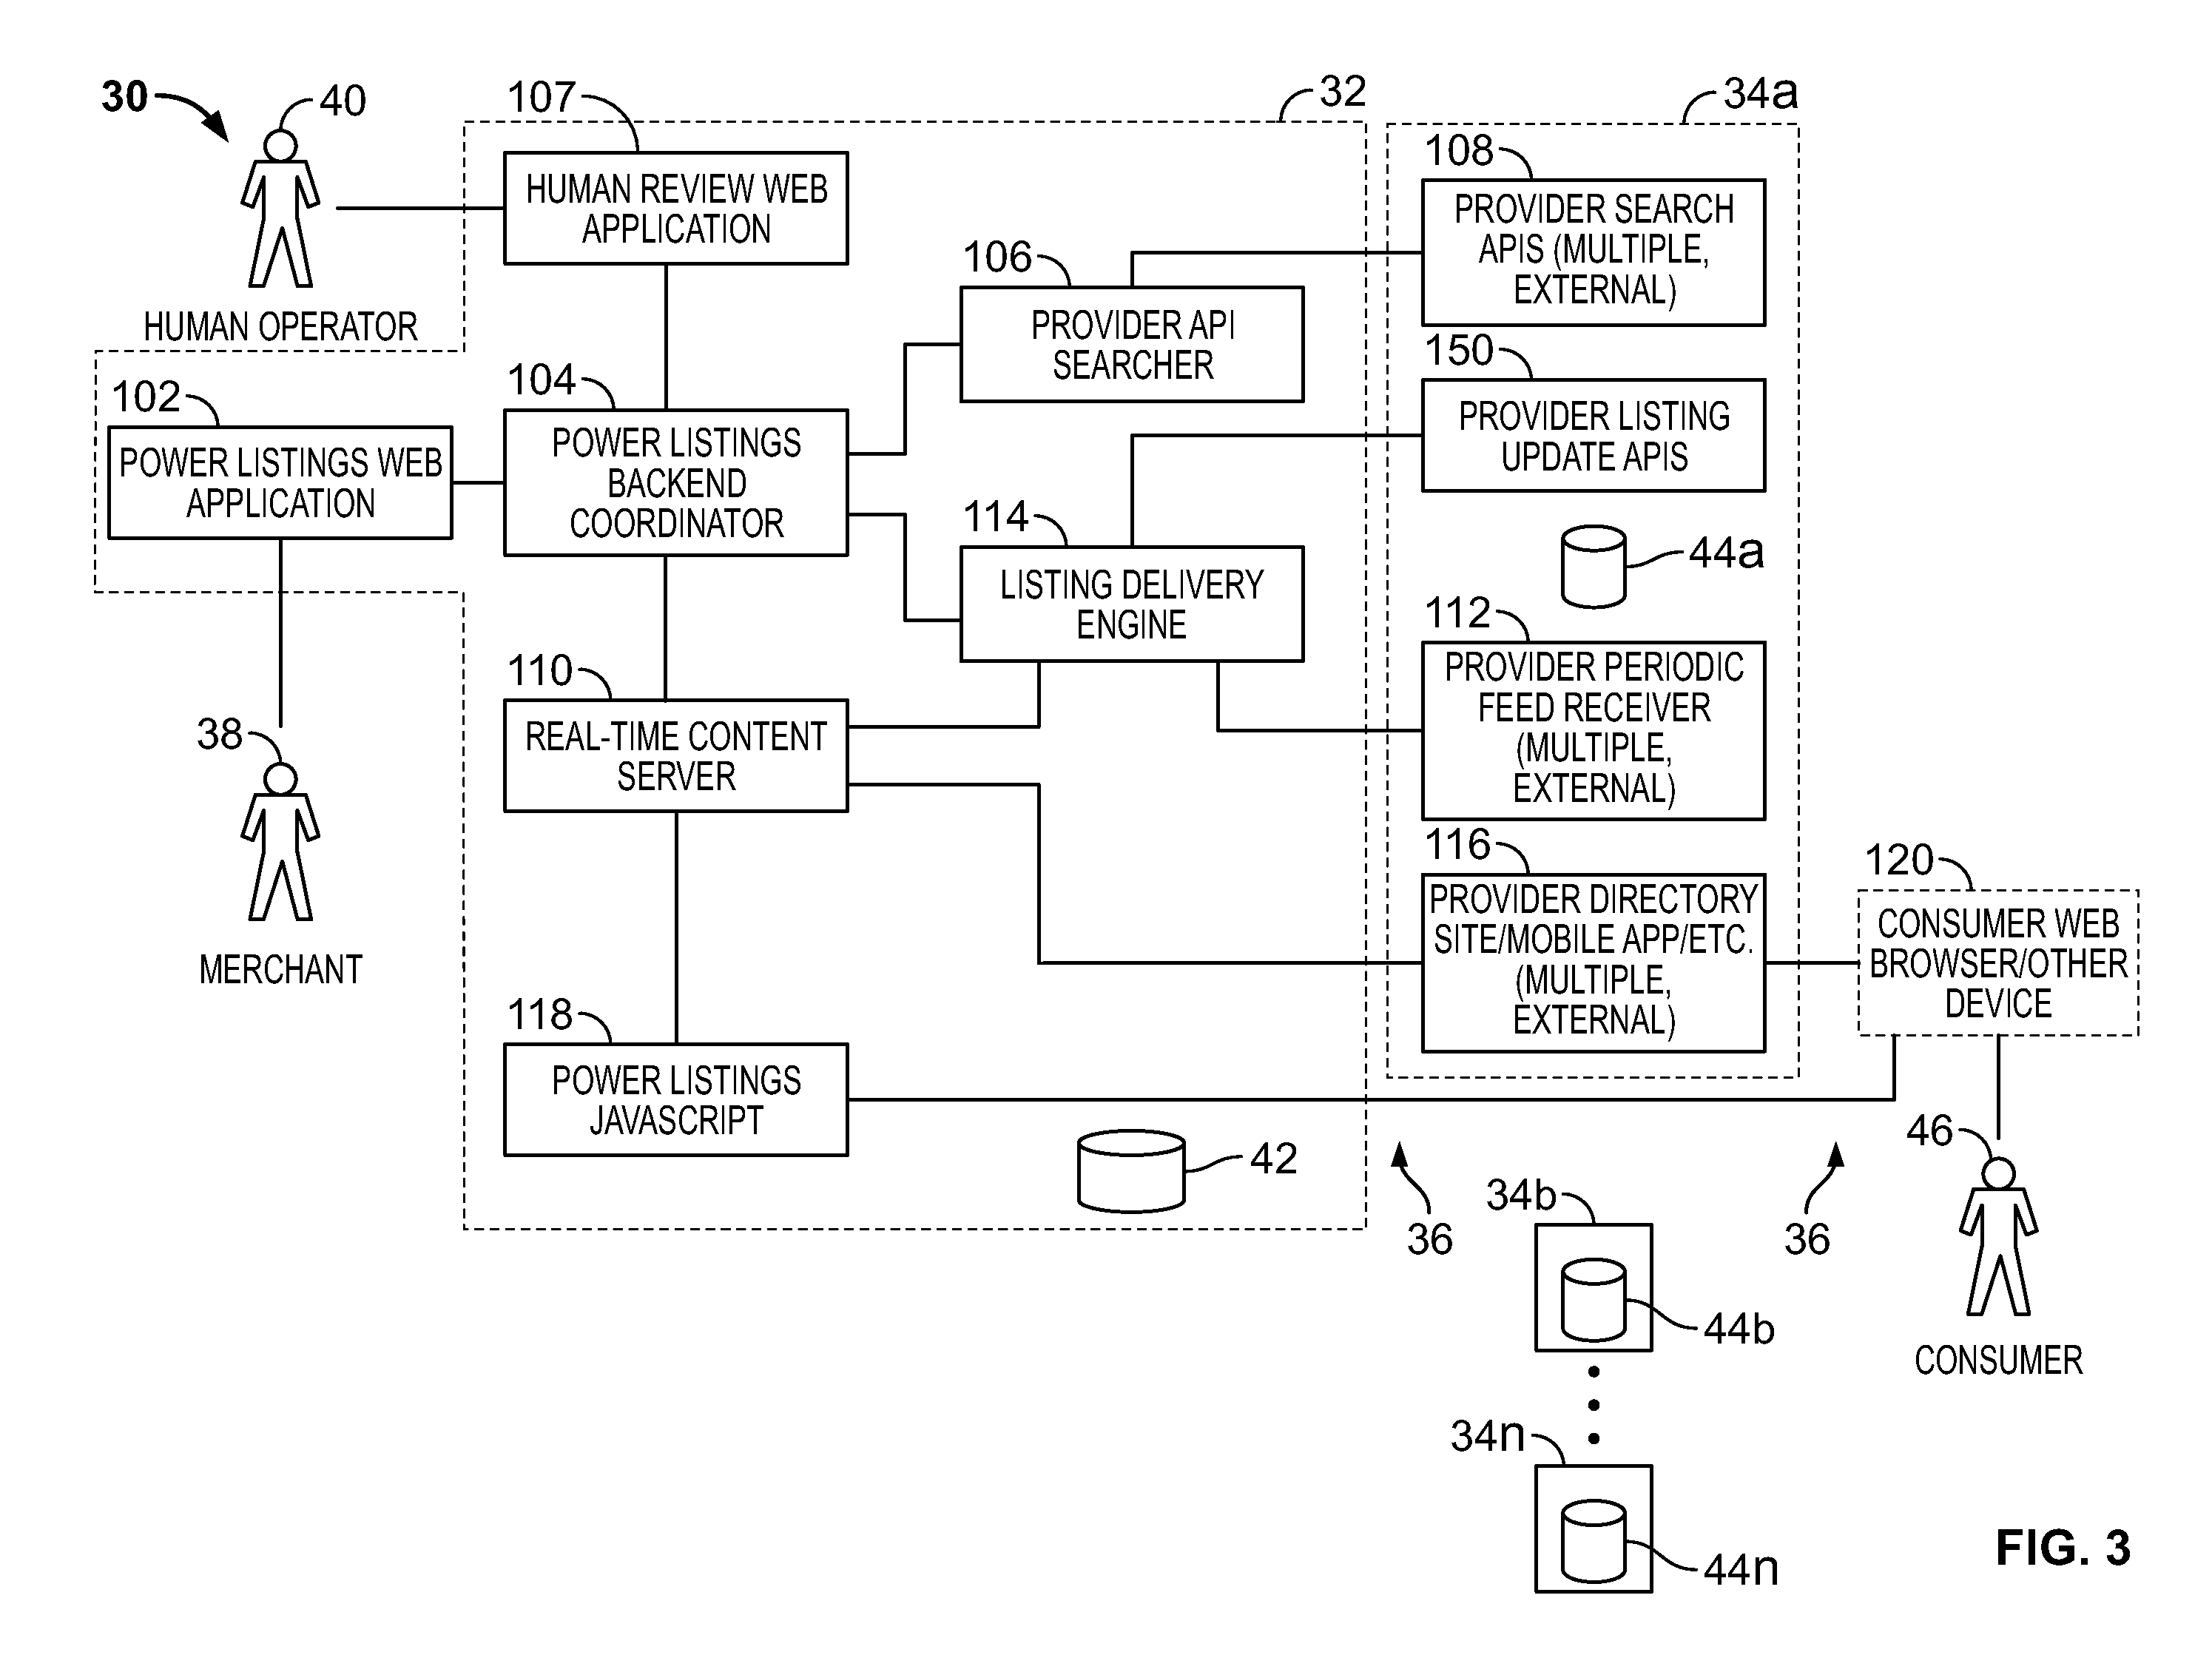 30
40
107
32
34a
HUMAN REVIEW WEB
APPLICATION
108
PROVIDER SEARCH
APIS (MULTIPLE,
EXTERNAL)
HUMAN OPERATOR
106
PROVIDER API
SEARCHER
150
PROVIDER LISTING
UPDATE APIS
102
POWER LISTINGS WEB
APPLICATION
104
POWER LISTINGS
BACKEND
COORDINATOR
114
LISTING DELIVERY
ENGINE
44a
112
PROVIDER PERIODIC
FEED RECEIVER
(MULTIPLE,
EXTERNAL)
110
REAL-TIME CONTENT
SERVER
38
MERCHANT
116
PROVIDER DIRECTORY
SITE/MOBILE APP/ETC.
(MULTIPLE,
EXTERNAL)
120
CONSUMER WEB
BROWSER/OTHER
DEVICE
118
POWER LISTINGS
JAVASCRIPT
42
36
34b
44b
36
46
CONSUMER
34n
44n
FIG. 3